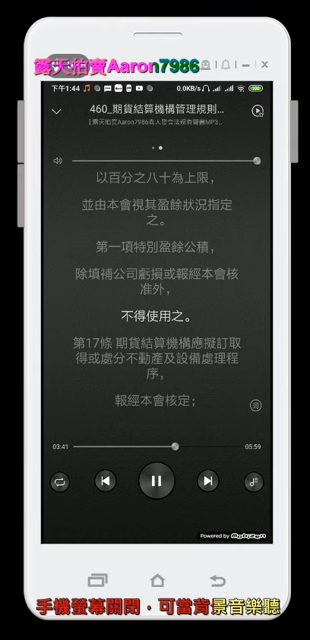 露天拍賣Aaron7986
下午1:44
0.0KB/s
460_期貨結算機構管理規則...
以百分之八十為上限，
並由本會視其盈餘狀況指定
之。
第一項特別盈餘公積，
除填補公司虧損或報經本會核
准外，
不得使用之。
第17條 期貨結算機構應擬訂取
得或處分不動產及設備處理程
序，
報經本會核定；
詞
03:41
05:59
Powered by
手機螢幕關閉，可當背景音樂聽